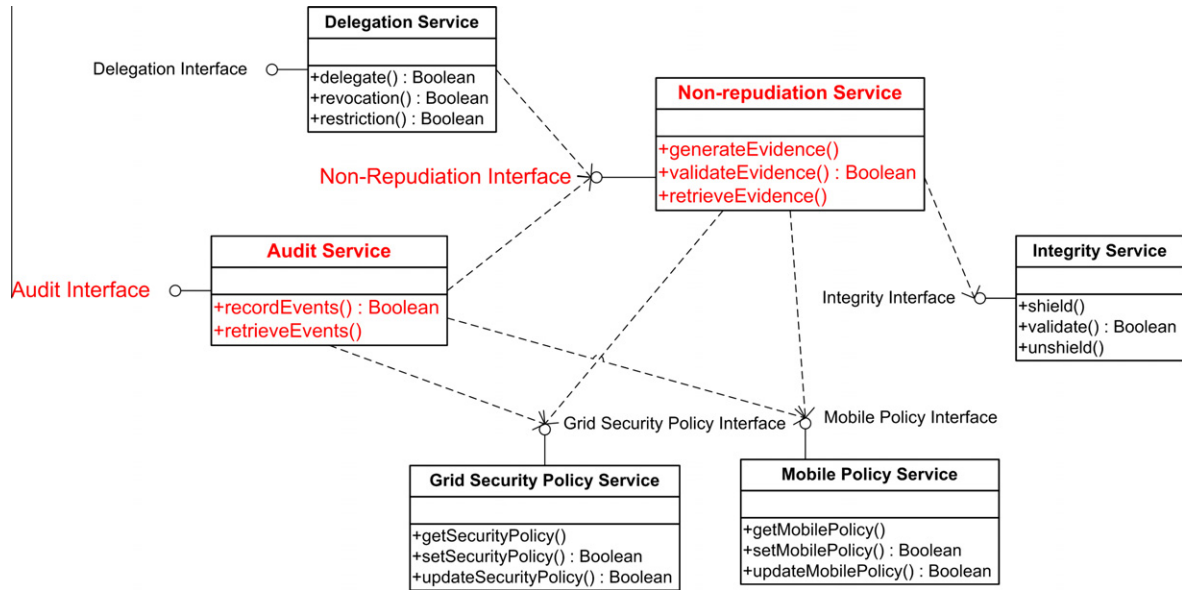 Delegation Service
Delegation Interface
+delegate() : Boolean
+revocation() : Boolean
+restriction() : Boolean
Non-repudiation Service
+generateEvidence()
+validateEvidence() : Boolean
+retrieveEvidence()
Non-Repudiation Interface
Audit Service
Audit Interface
+recordEvents() : Boolean
+retrieveEvents()
Integrity Service
Integrity Interface
+shield()
+validate() : Boolean
+unshield()
Grid Security Policy Interface
Mobile Policy Interface
Grid Security Policy Service
+getSecurityPolicy()
+setSecurityPolicy() : Boolean
+updateSecurityPolicy() : Boolean
Mobile Policy Service
+getMobilePolicy()
+setMobilePolicy() : Boolean
+updateMobilePolicy() : Boolean